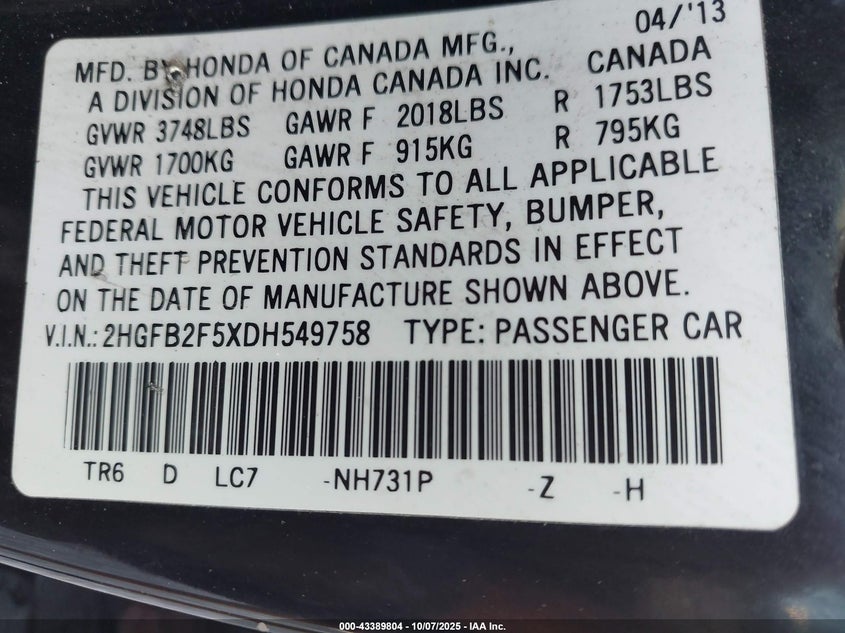 04/'13
MFD. BY HONDA OF CANADA MFG., CANADA
A DIVISION OF HONDA CANADA INC.
GVWR 3748LBS GAWR F 2018LBS R 1753LBS
GVWR 1700KG GAWR F 915KG R 795KG
THIS VEHICLE CONFORMS TO ALL APPLICABLE
FEDERAL MOTOR VEHICLE SAFETY, BUMPER,
AND THEFT PREVENTION STANDARDS IN EFFECT
ON THE DATE OF MANUFACTURE SHOWN ABOVE.
V.I.N.: 2HGFB2F5XDH549758 TYPE: PASSENGER CAR
TR6 D LC7 -NH731P -Z -H
000-43389804 - 10/07/2025 - IAA Inc.